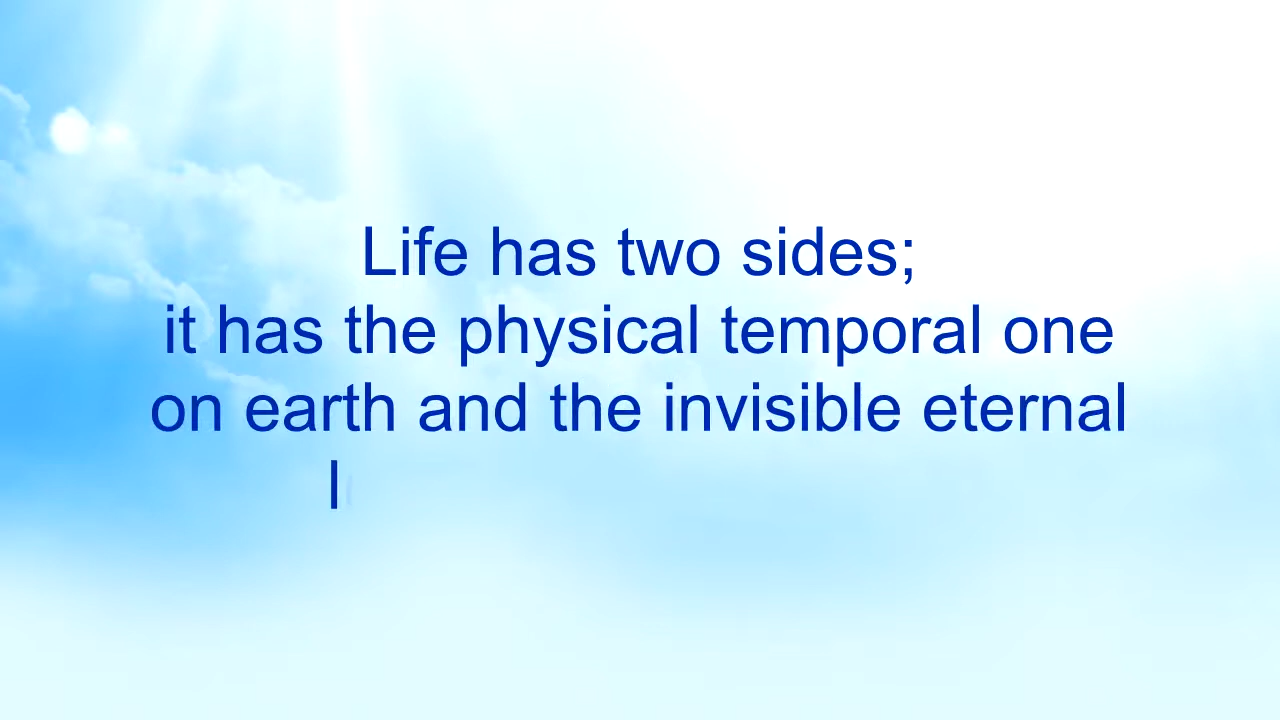 Life has two sides;
it has the physical temporal one
on earth and the invisible eternal
l